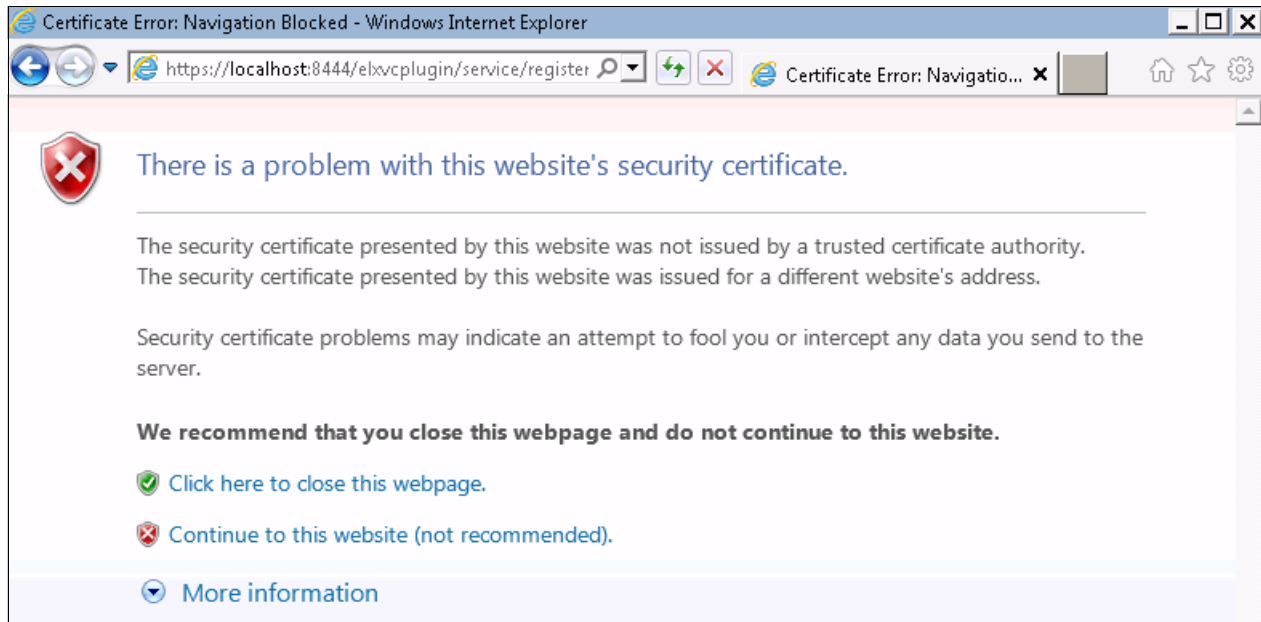 Certificate Error: Navigation Blocked - Windows Internet Explorer
https://localhost:8444/elxvcplugin/service/register
Certificate Error: Navigatio...
There is a problem with this website's security certificate.
The security certificate presented by this website was not issued by a trusted certificate authority.
The security certificate presented by this website was issued for a different website's address.
Security certificate problems may indicate an attempt to fool you or intercept any data you send to the
server.
We recommend that you close this webpage and do not continue to this website.
Click here to close this webpage.
Continue to this website (not recommended).
More information